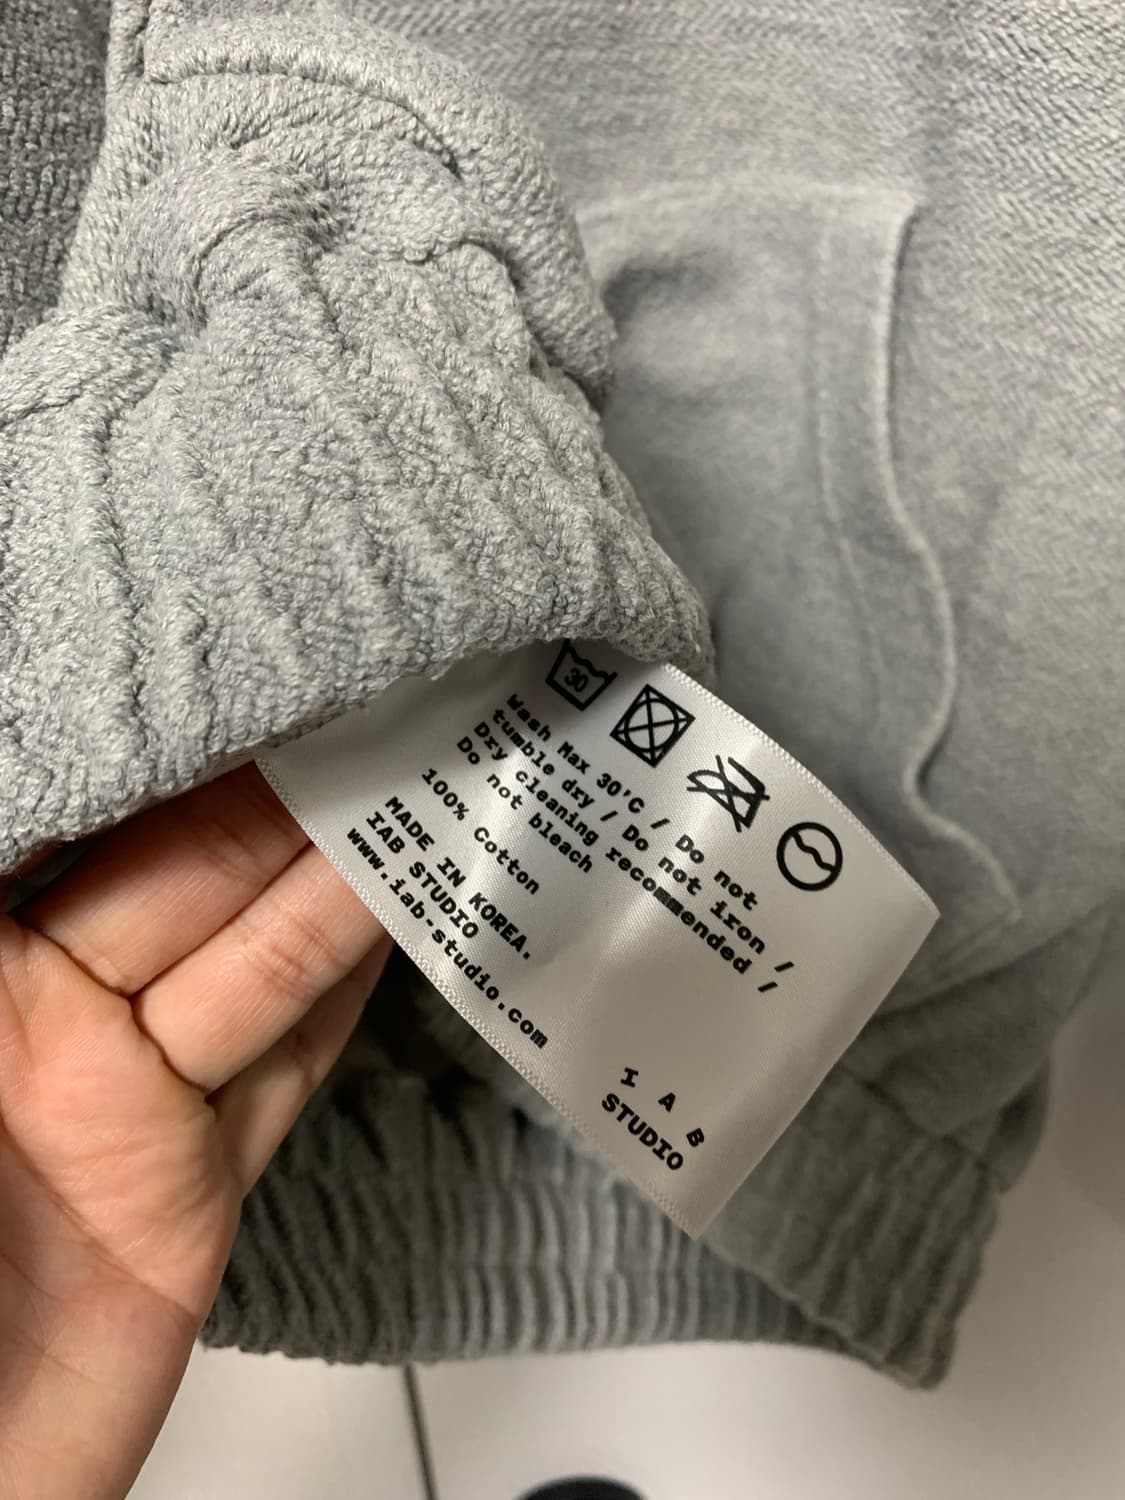 30
Wash Max 30'C / Do not
tumble dry / Do not iron /
Dry cleaning recommended /
Do not bleach
100% Cotton
MADE IN KOREA.
IAB STUDIO
www.iab-studio.com
I A B
STUDIO